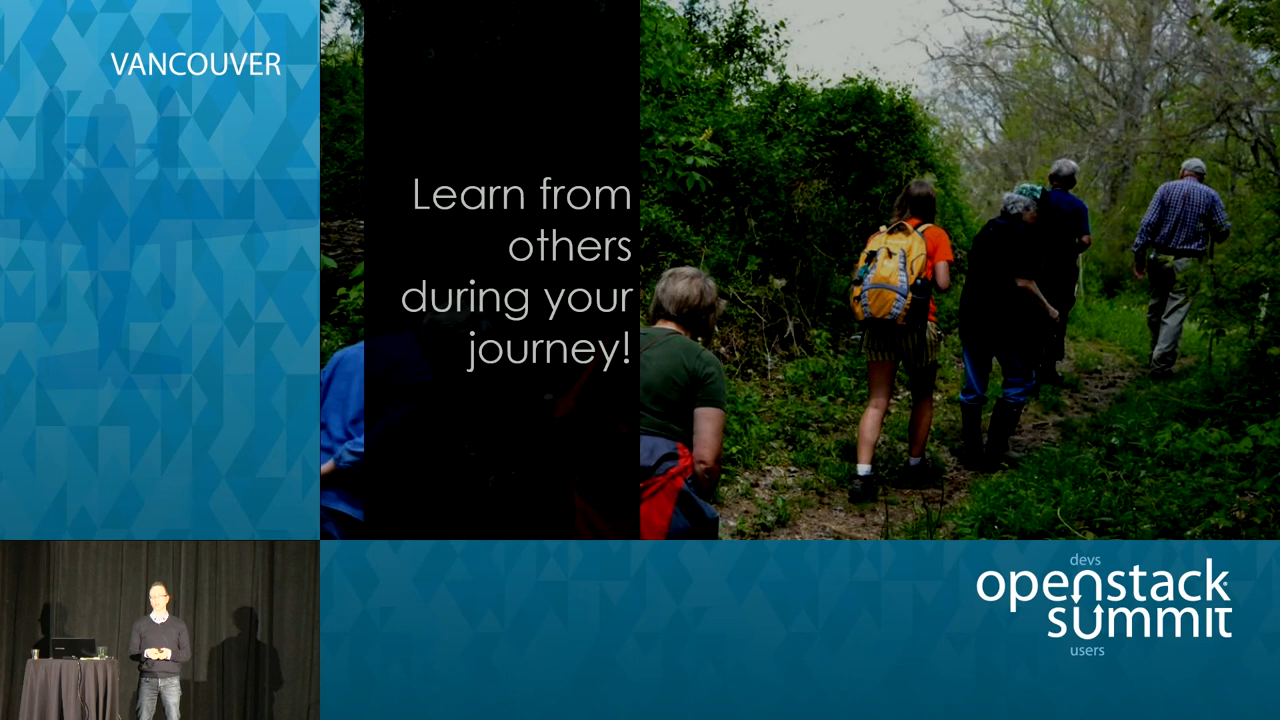 VANCOUVER
Learn from
others
during your
journey!
devs
openstack
summit
users